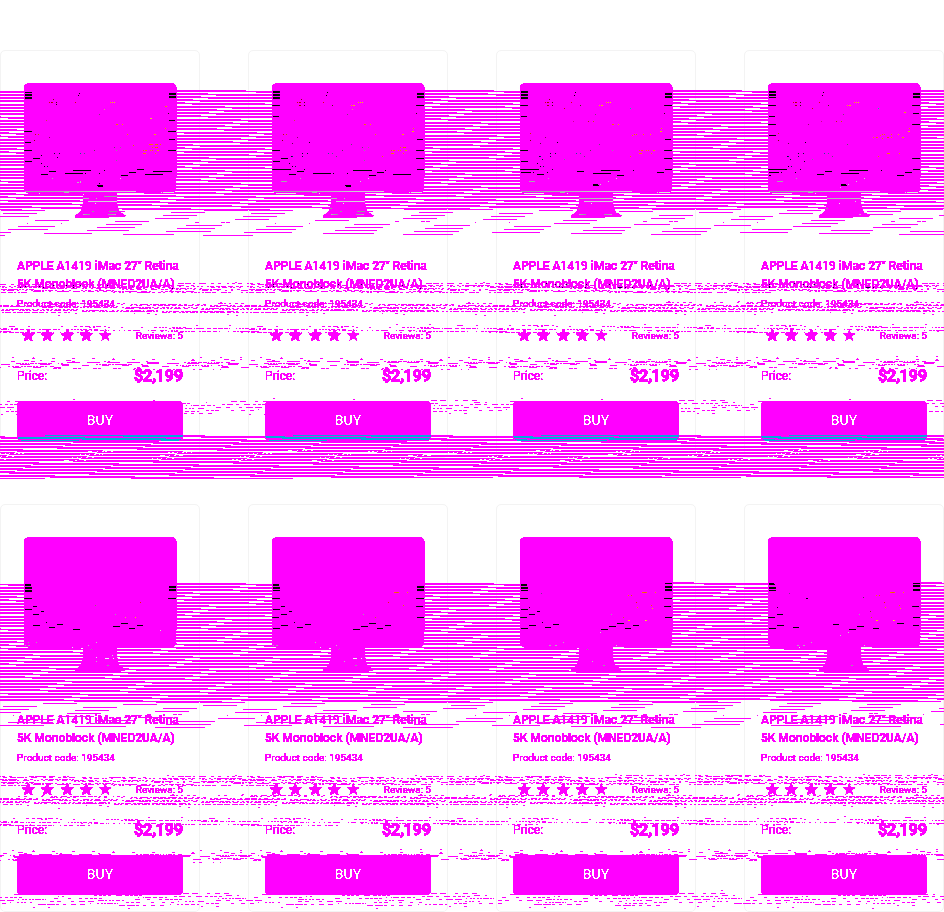 APPLE A1419 iMac 27" Retina
5K Monoblock (MNED2UA/A)
Product code: 195434
Reviews: 5
Price: $2,199
BUY
APPLE A1419 iMac 27" Retina
5K Monoblock (MNED2UA/A)
Product code: 195434
Reviews: 5
Price: $2,199
BUY
APPLE A1419 iMac 27" Retina
5K Monoblock (MNED2UA/A)
Product code: 195434
Reviews: 5
Price: $2,199
BUY
APPLE A1419 iMac 27" Retina
5K Monoblock (MNED2UA/A)
Product code: 195434
Reviews: 5
Price: $2,199
BUY
APPLE A1419 iMac 27" Retina
5K Monoblock (MNED2UA/A)
Product code: 195434
Reviews: 5
Price: $2,199
BUY
APPLE A1419 iMac 27" Retina
5K Monoblock (MNED2UA/A)
Product code: 195434
Reviews: 5
Price: $2,199
BUY
APPLE A1419 iMac 27" Retina
5K Monoblock (MNED2UA/A)
Product code: 195434
Reviews: 5
Price: $2,199
BUY
APPLE A1419 iMac 27" Retina
5K Monoblock (MNED2UA/A)
Product code: 195434
Reviews: 5
Price: $2,199
BUY